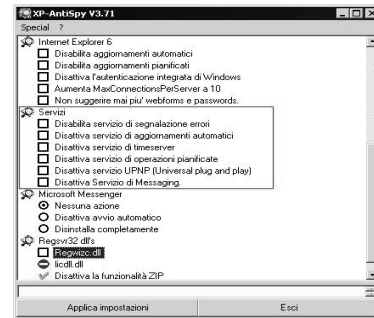 XP-AntiSpy V3.71
Special ?
Internet Explorer 6
Disabilita aggiornamenti automatici
Disabilita aggiornamenti pianificati
Disattiva l'autenticazione integrata di Windows
Aumenta MaxConnectionsPerServer a 10
Non suggerire mai piu' webforms e passwords.
Servizi
Disabilita servizio di segnalazione errori
Disattiva servizio di aggiornamenti automatici
Disattiva servizio di timeserver
Disattiva servizio di operazioni pianificate
Disattiva servizio UPNP (Universal plug and play)
Disattiva Servizio di Messaging.
Microsoft Messenger
Nessuna azione
Disattiva avvio automatico
Disinstalla completamente
Regsvr32 dll's
Regwizc.dll
licdll.dll
Disattiva la funzionalità ZIP
Applica impostazioni Esci